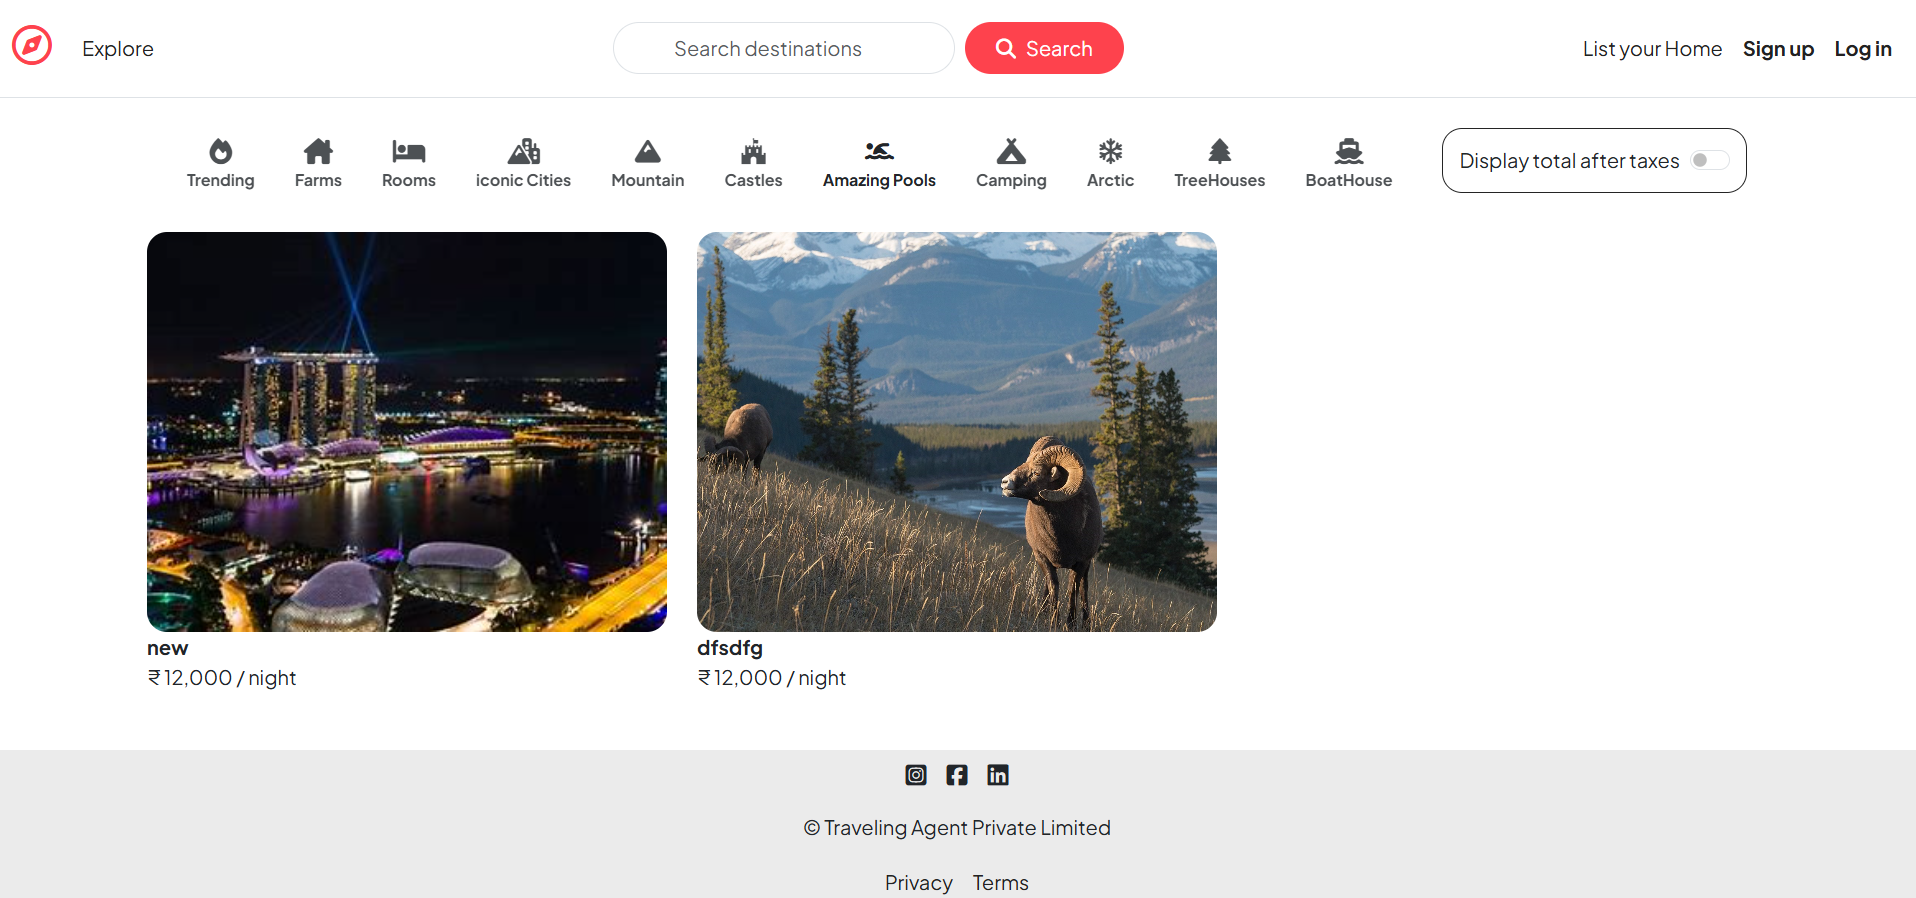 Explore
Search destinations
Search
List your Home
Sign up
Log in
Trending
Farms
Rooms
iconic Cities
Mountain
Castles
Amazing Pools
Camping
Arctic
TreeHouses
BoatHouse
Display total after taxes
new
₹ 12,000 / night
dfsdfg
₹ 12,000 / night
© Traveling Agent Private Limited
Privacy
Terms